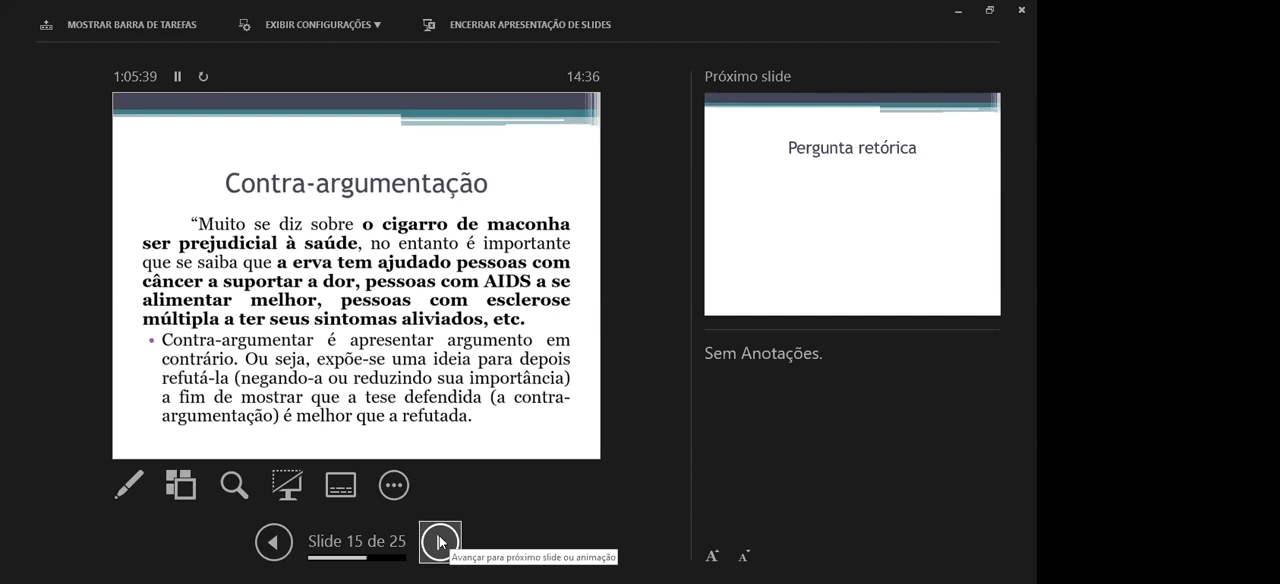 MOSTRAR BARRA DE TAREFAS
EXIBIR CONFIGURAÇÕES ▼
ENCERRAR APRESENTAÇÃO DE SLIDES
1:05:39
14:36
Contra-argumentação
“Muito se diz sobre o cigarro de maconha
ser prejudicial à saúde, no entanto é importante
que se saiba que a erva tem ajudado pessoas com
câncer a suportar a dor, pessoas com AIDS a se
alimentar melhor, pessoas com esclerose
múltipla a ter seus sintomas aliviados, etc.
• Contra-argumentar é apresentar argumento em
contrário. Ou seja, expõe-se uma ideia para depois
refutá-la (negando-a ou reduzindo sua importância)
a fim de mostrar que a tese defendida (a contra-
argumentação) é melhor que a refutada.
Slide 15 de 25
Avançar para próximo slide ou animação
Próximo slide
Pergunta retórica
Sem Anotações.
A A